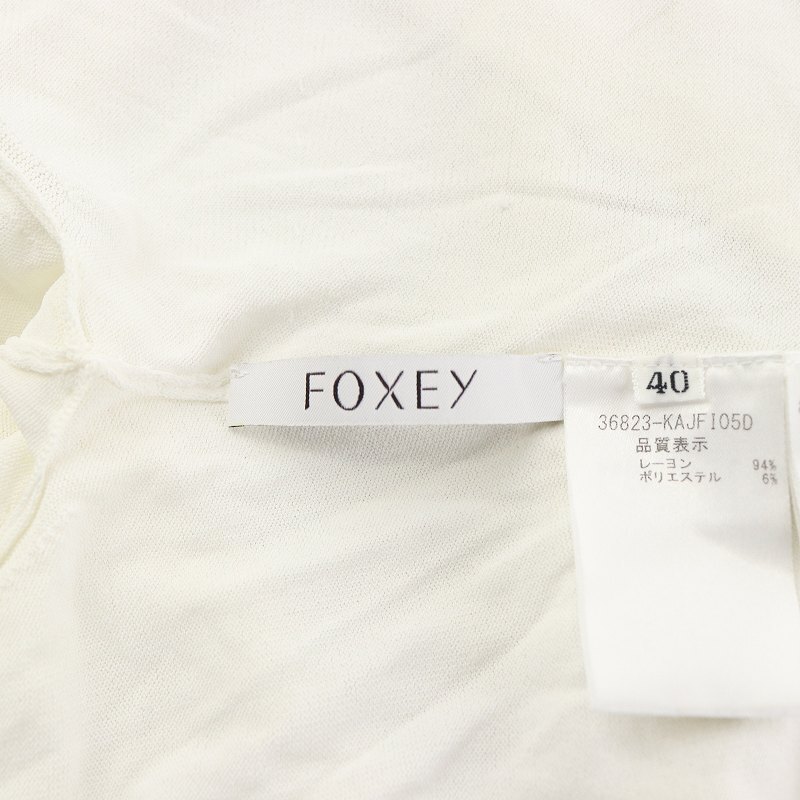 FOXEY
40
36823-KAJFI05D
品質表示
レーヨン 94%
ポリエステル 6%